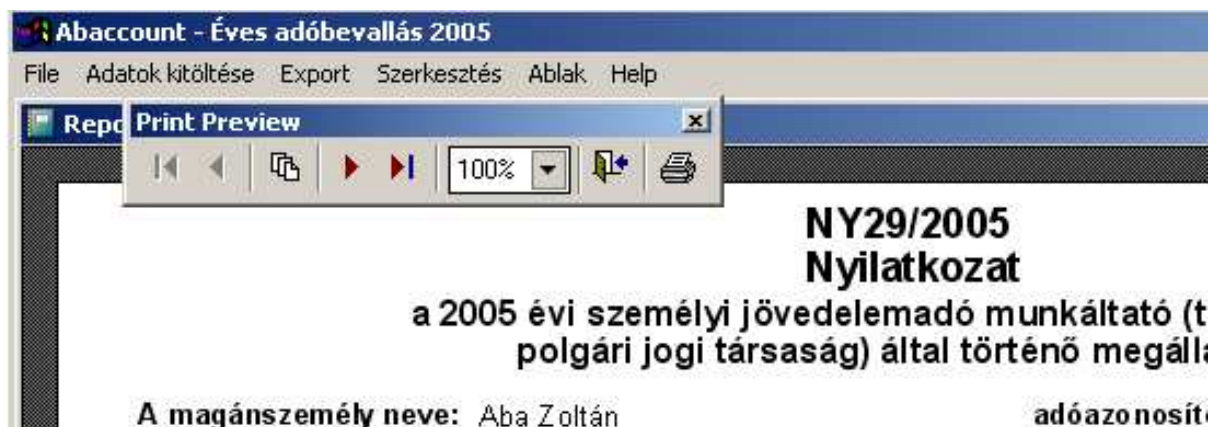 Abaccount - Éves adóbevallás 2005
File Adatok kitöltése Export Szerkesztés Ablak Help
Print Preview
100%
NY29/2005
Nyilatkozat
a 2005 évi személyi jövedelemadó munkáltató (t
polgári jogi társaság) által történő megáll
A magánszemély neve: Aba Zoltán